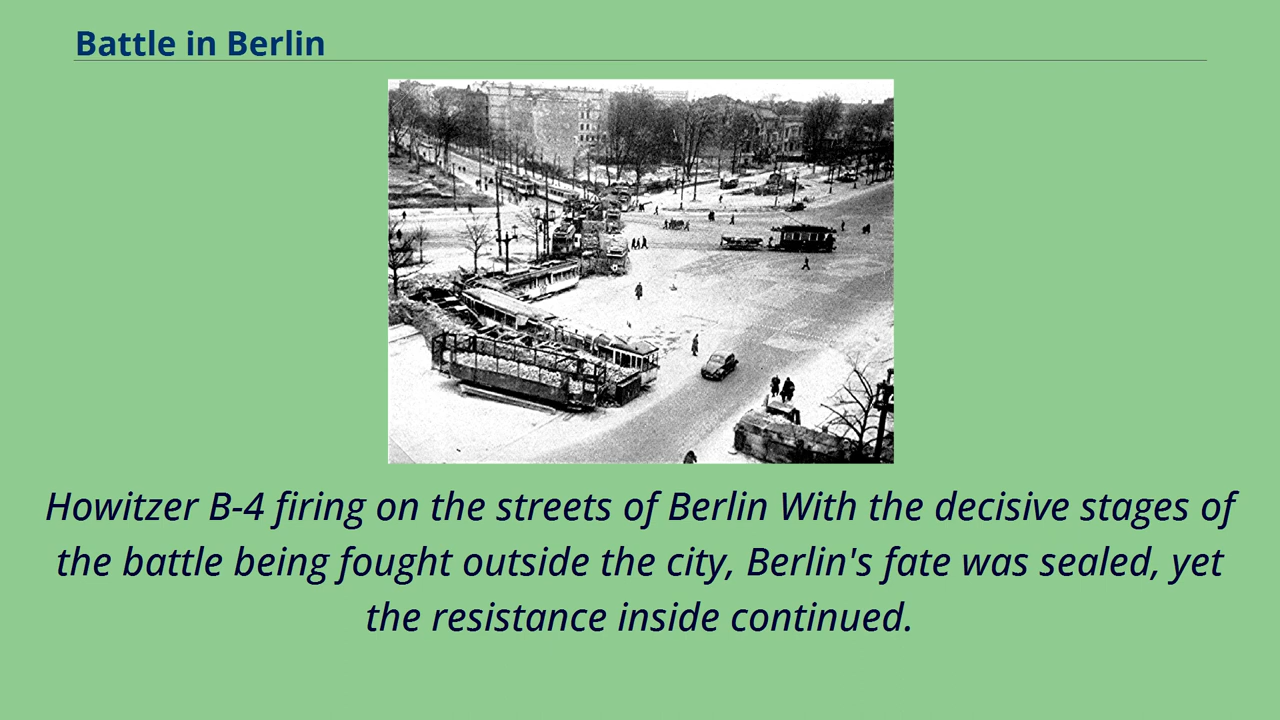 Battle in Berlin
Howitzer B-4 firing on the streets of Berlin With the decisive stages of
the battle being fought outside the city, Berlin's fate was sealed, yet
the resistance inside continued.